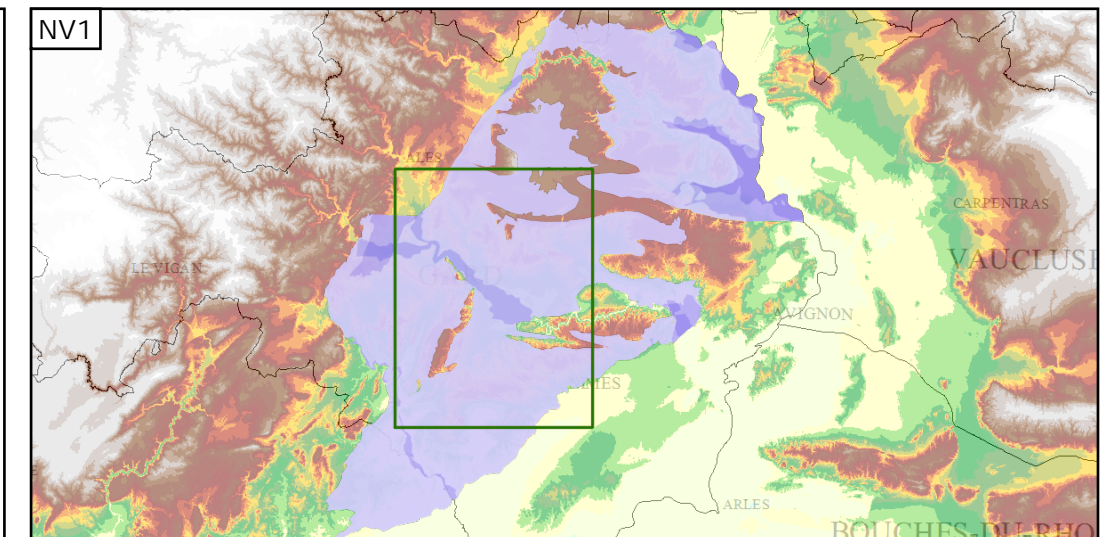 NV1
ALES
CARPENTRAS
VAUCLUSE
LE VIGAN
GARD
AVIGNON
NIMES
ARLES
BOUCHES-DU-RHO